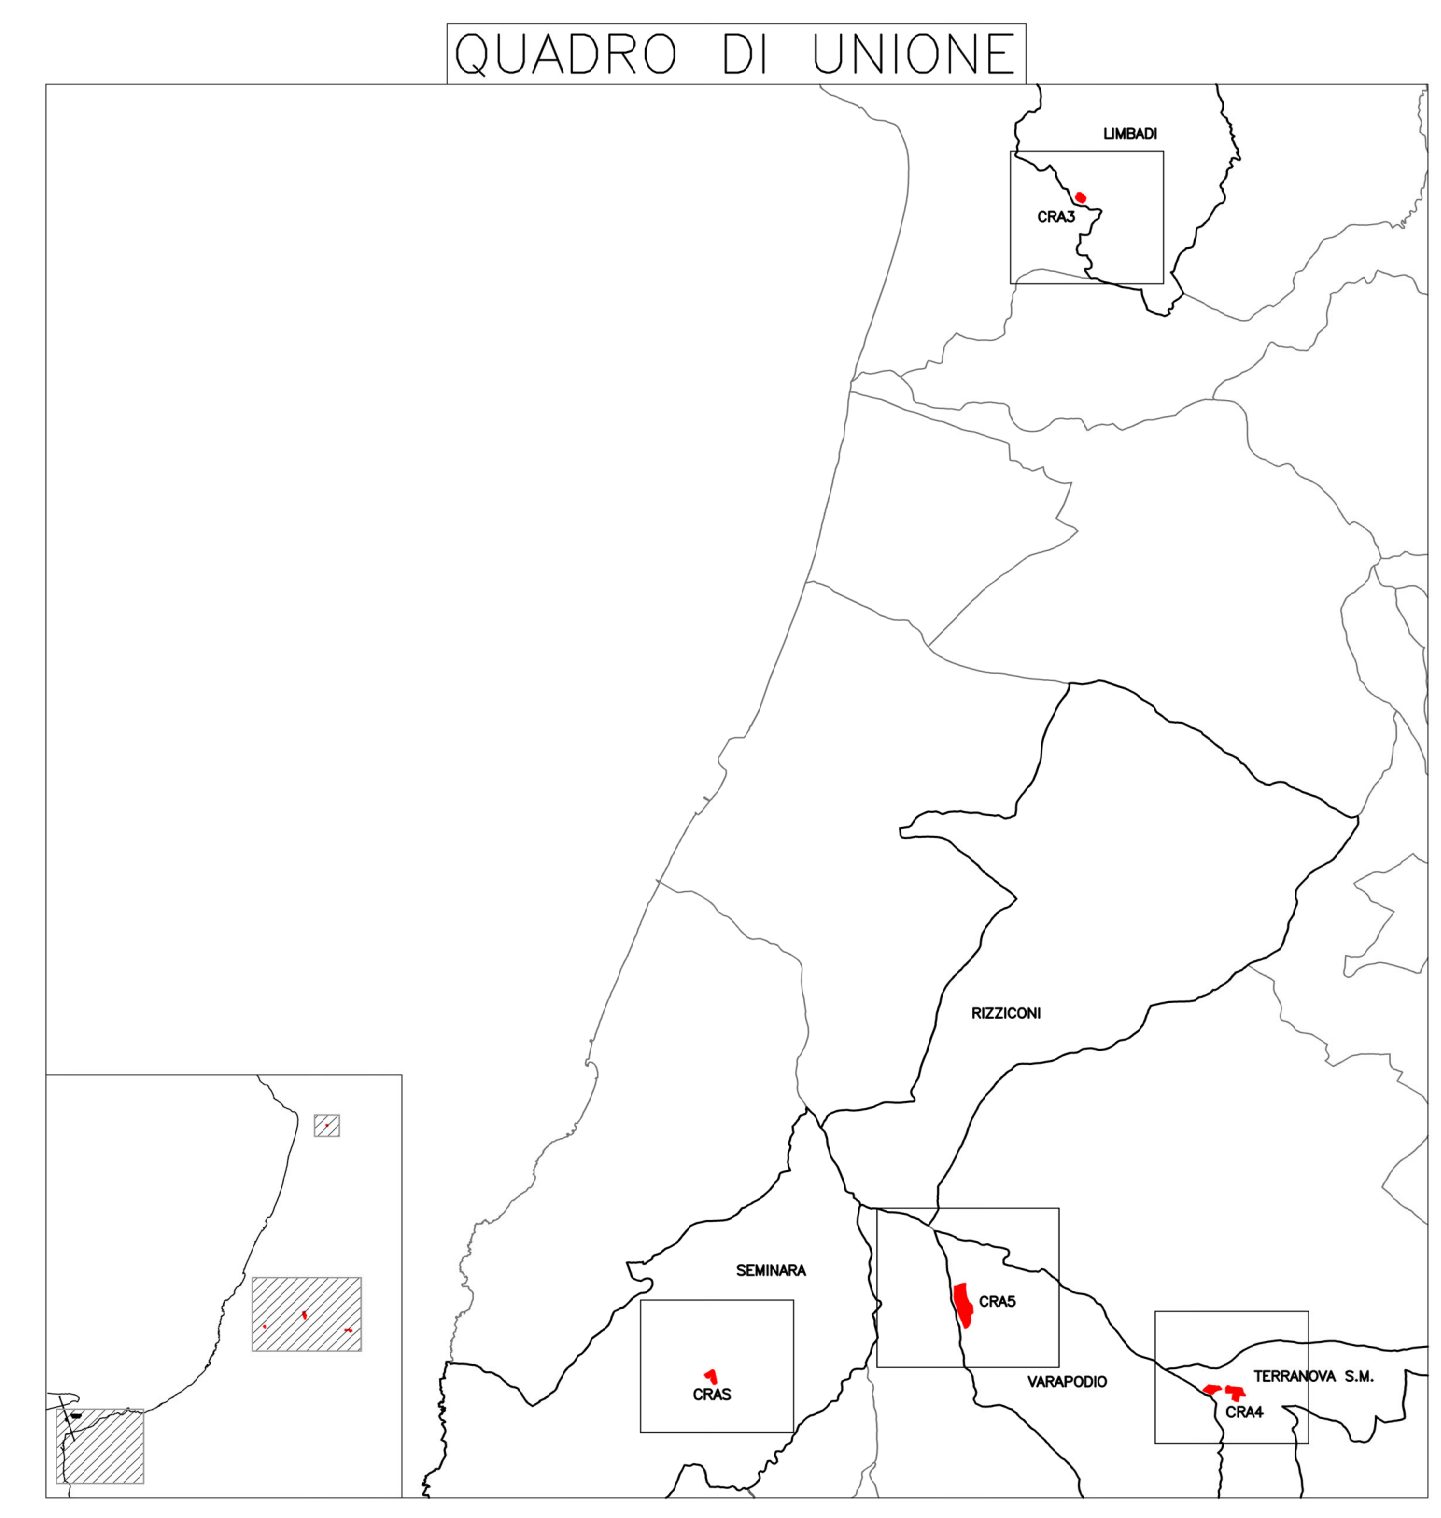 QUADRO DI UNIONE
LIMBADI
CRA3
RIZZICONI
SEMINARA
CRA5
VARAPODIO
TERRANOVA S.M.
CRAS
CRA4